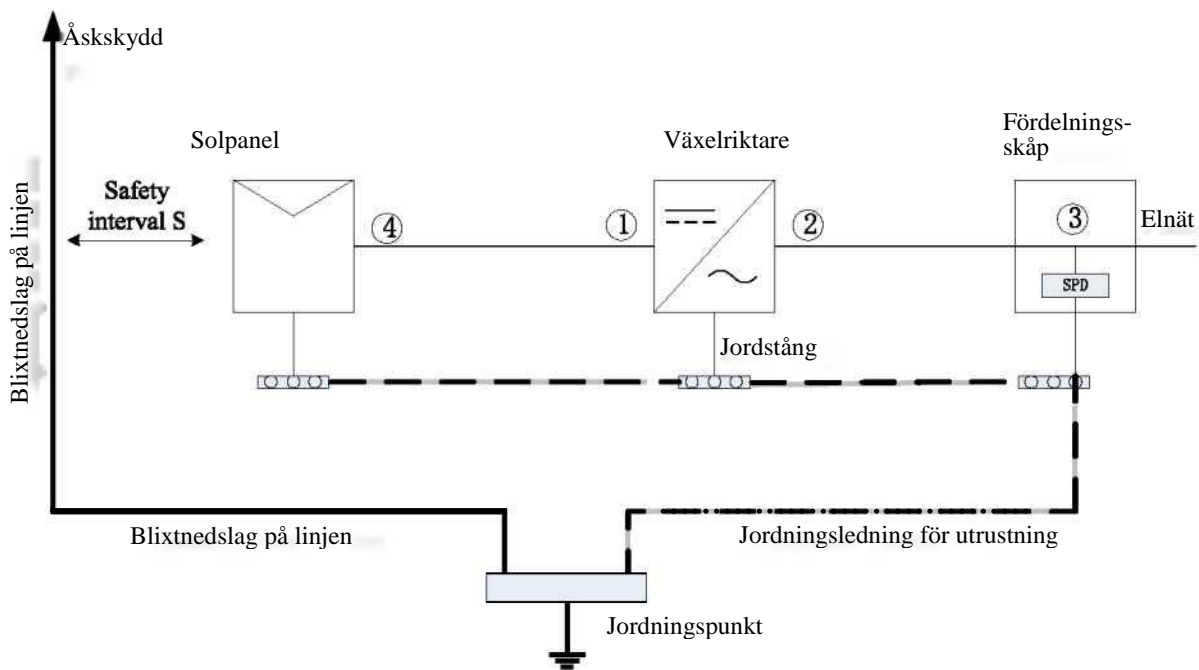 Åskskydd
Solpanel
Växelriktare
Fördelnings-
skåp
Blixtnedslag på linjen
Safety
interval S
④
①
②
③
Elnät
SPD
Jordstång
Blixtnedslag på linjen
Jordningsledning för utrustning
Jordningspunkt